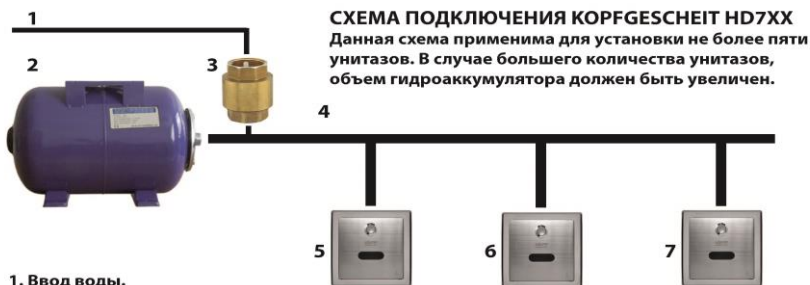 СХЕМА ПОДКЛЮЧЕНИЯ KOPFGESCHEIT HD7XX
Данная схема применима для установки не более пяти
унитазов. В случае большего количества унитазов,
объем гидроаккумулятора должен быть увеличен.
1
2
3
4
5
6
7
1. Ввод воды.